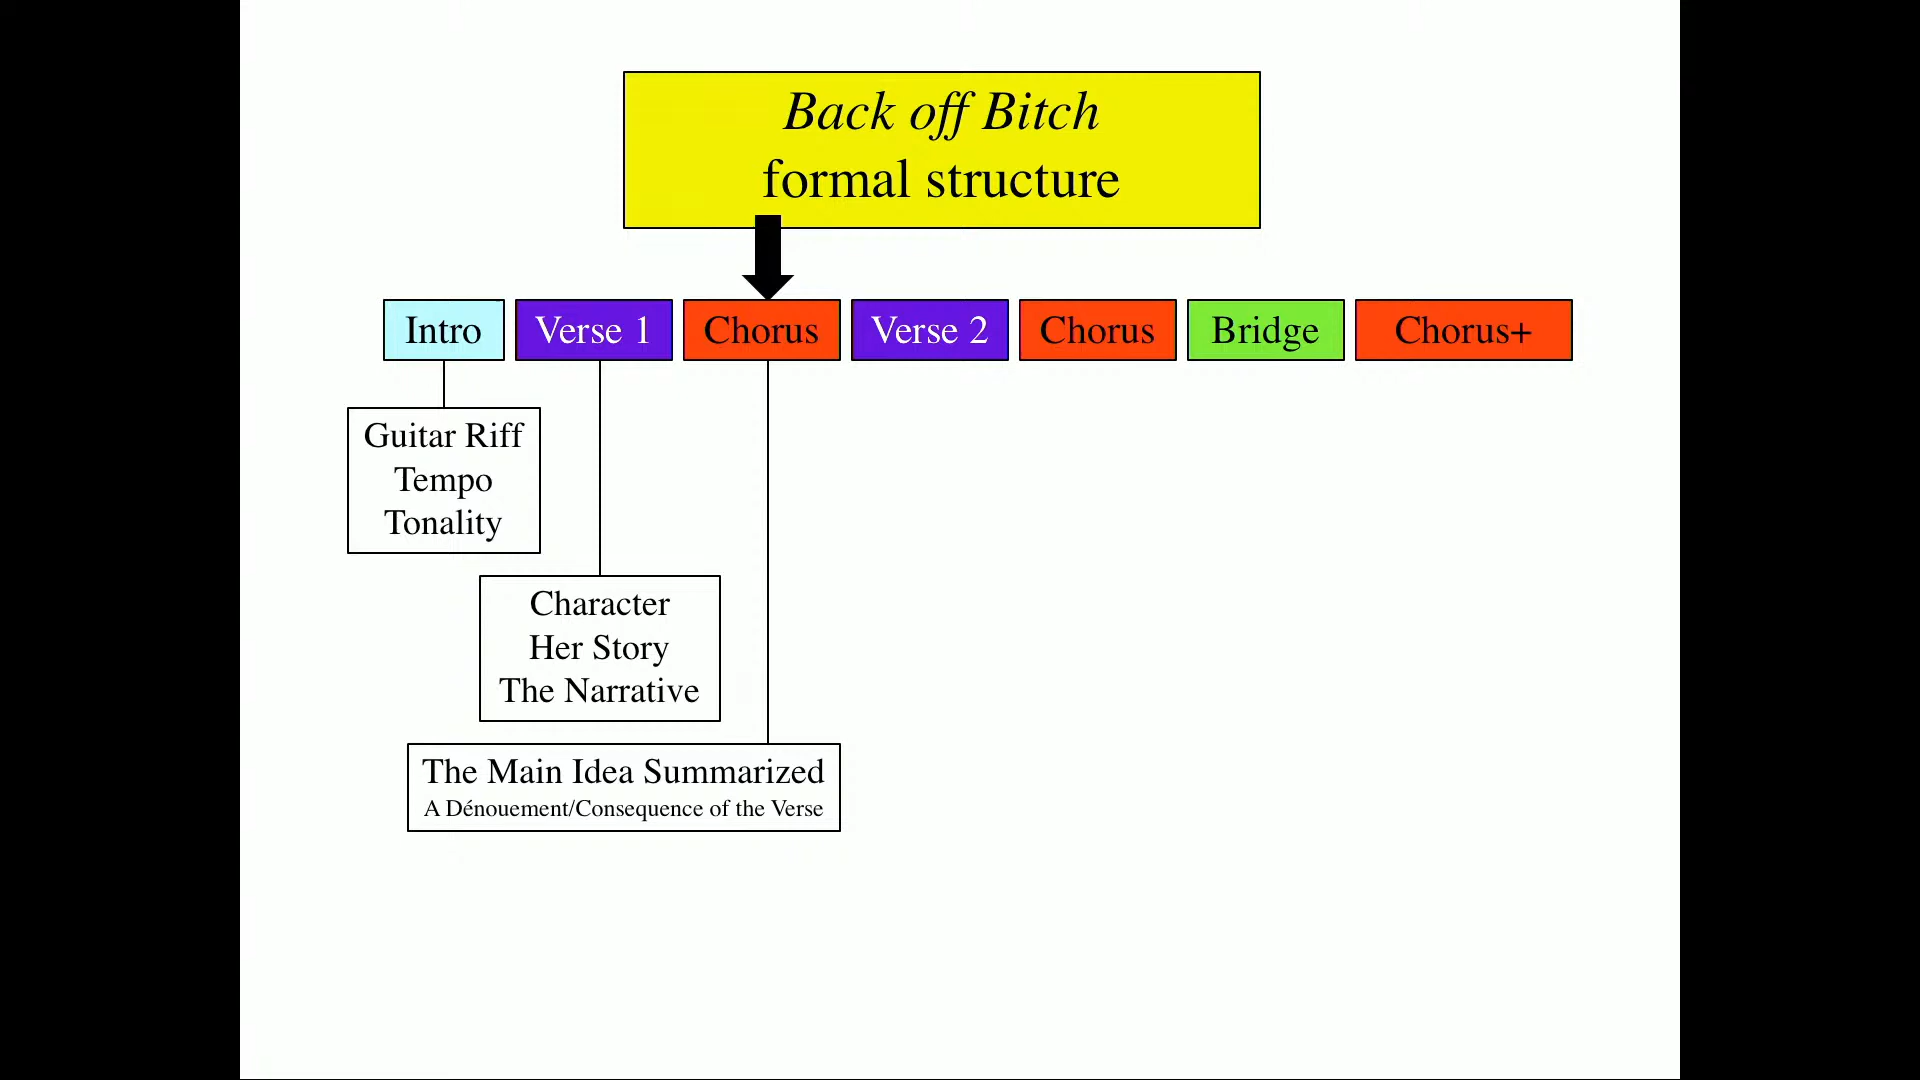 Back off Bitch
formal structure
Intro
Verse 1
Chorus
Verse 2
Chorus
Bridge
Chorus+
Guitar Riff
Tempo
Tonality
Character
Her Story
The Narrative
The Main Idea Summarized
A Dénouement/Consequence of the Verse